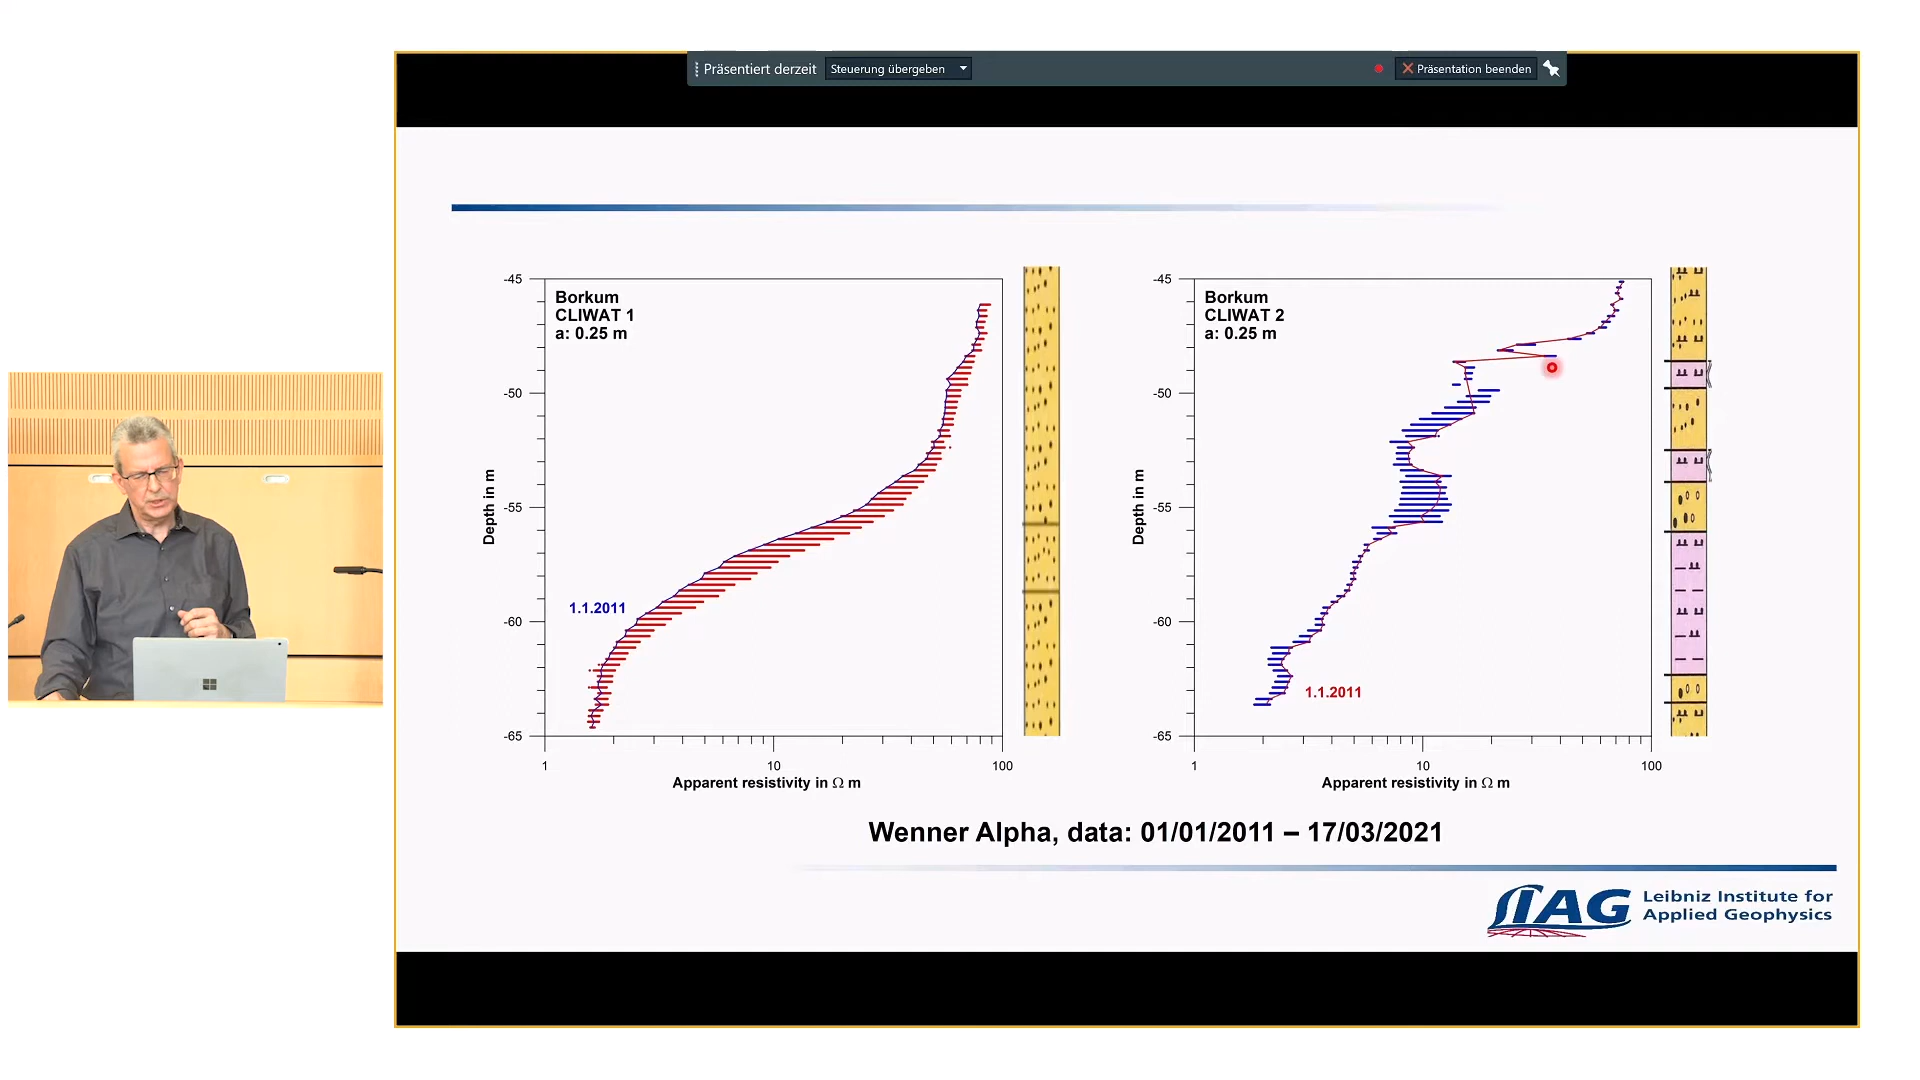 Präsentiert derzeit
Steuerung übergeben
Präsentation beenden
Borkum
CLIWAT 1
a: 0.25 m
-45
-50
-55
-60
-65
Depth in m
1.1.2011
1
10
100
Apparent resistivity in Ω m
Borkum
CLIWAT 2
a: 0.25 m
-45
-50
-55
-60
-65
Depth in m
1.1.2011
1
10
100
Apparent resistivity in Ω m
Wenner Alpha, data: 01/01/2011 – 17/03/2021
LIAG
Leibniz Institute for
Applied Geophysics